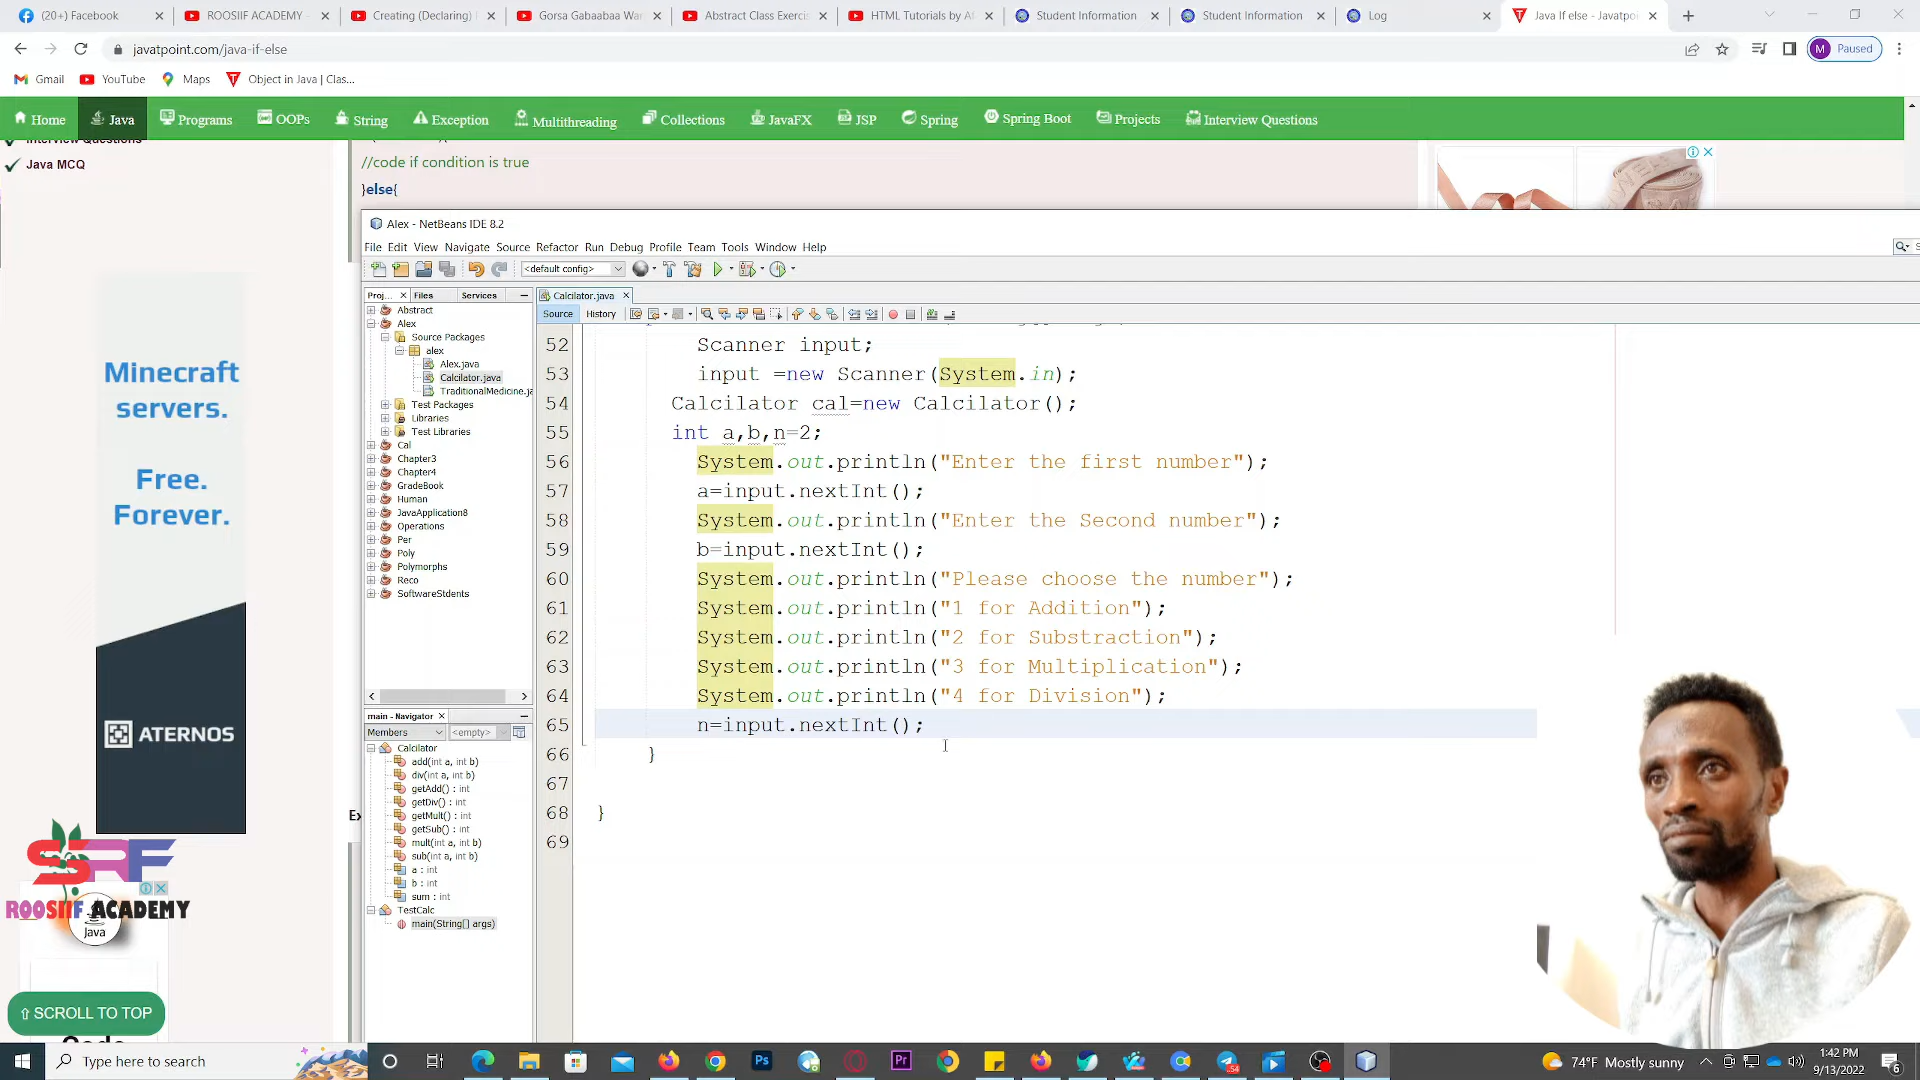 (20+) Facebook
ROOSIIF ACADEMY -
Creating (Declaring)
Gorsa Gabaabaa Wa
Abstract Class Exercis
HTML Tutorials by A
Student Information
Student Information
Log
Java If else - Javatpo
javatpoint.com/java-if-else
M Paused
Gmail
YouTube
Maps
Object in Java | Clas...
Home
Java
Programs
OOPs
String
Exception
Multithreading
Collections
JavaFX
JSP
Spring
Spring Boot
Projects
Interview Questions
Interview Questions
Java MCQ
//code if condition is true
}else{
Alex - NetBeans IDE 8.2
File Edit View Navigate Source Refactor Run Debug Profile Team Tools Window Help
<default config>
Proj... Files Services
Calcilator.java
Source History
Abstract
Alex
Source Packages
alex
Alex.java
Calcilator.java
TraditionalMedicine.ja
Test Packages
Libraries
Test Libraries
Cal
Chapter3
Chapter4
GradeBook
Human
JavaApplication8
Operations
Per
Poly
Polymorphs
Reco
SoftwareStdents
52 Scanner input;
53 input =new Scanner(System.in);
54 Calcilator cal=new Calcilator();
55 int a,b,n=2;
56 System.out.println("Enter the first number");
57 a=input.nextInt();
58 System.out.println("Enter the Second number");
59 b=input.nextInt();
60 System.out.println("Please choose the number");
61 System.out.println("1 for Addition");
62 System.out.println("2 for Substraction");
63 System.out.println("3 for Multiplication");
64 System.out.println("4 for Division");
65 n=input.nextInt();
66 }
67
68 }
69
main - Navigator
Members <empty>
Calcilator
add(int a, int b)
div(int a, int b)
getAdd() : int
getDiv() : int
getMult() : int
getSub() : int
mult(int a, int b)
sub(int a, int b)
a : int
b : int
sum : int
TestCalc
main(String[] args)
Minecraft
servers.
Free.
Forever.
ATERNOS
Ex
SRF
ROOSIIF ACADEMY
Java
SCROLL TO TOP
Code
Type here to search
Ps
Pr
54
74°F Mostly sunny
1:42 PM
9/13/2022
6